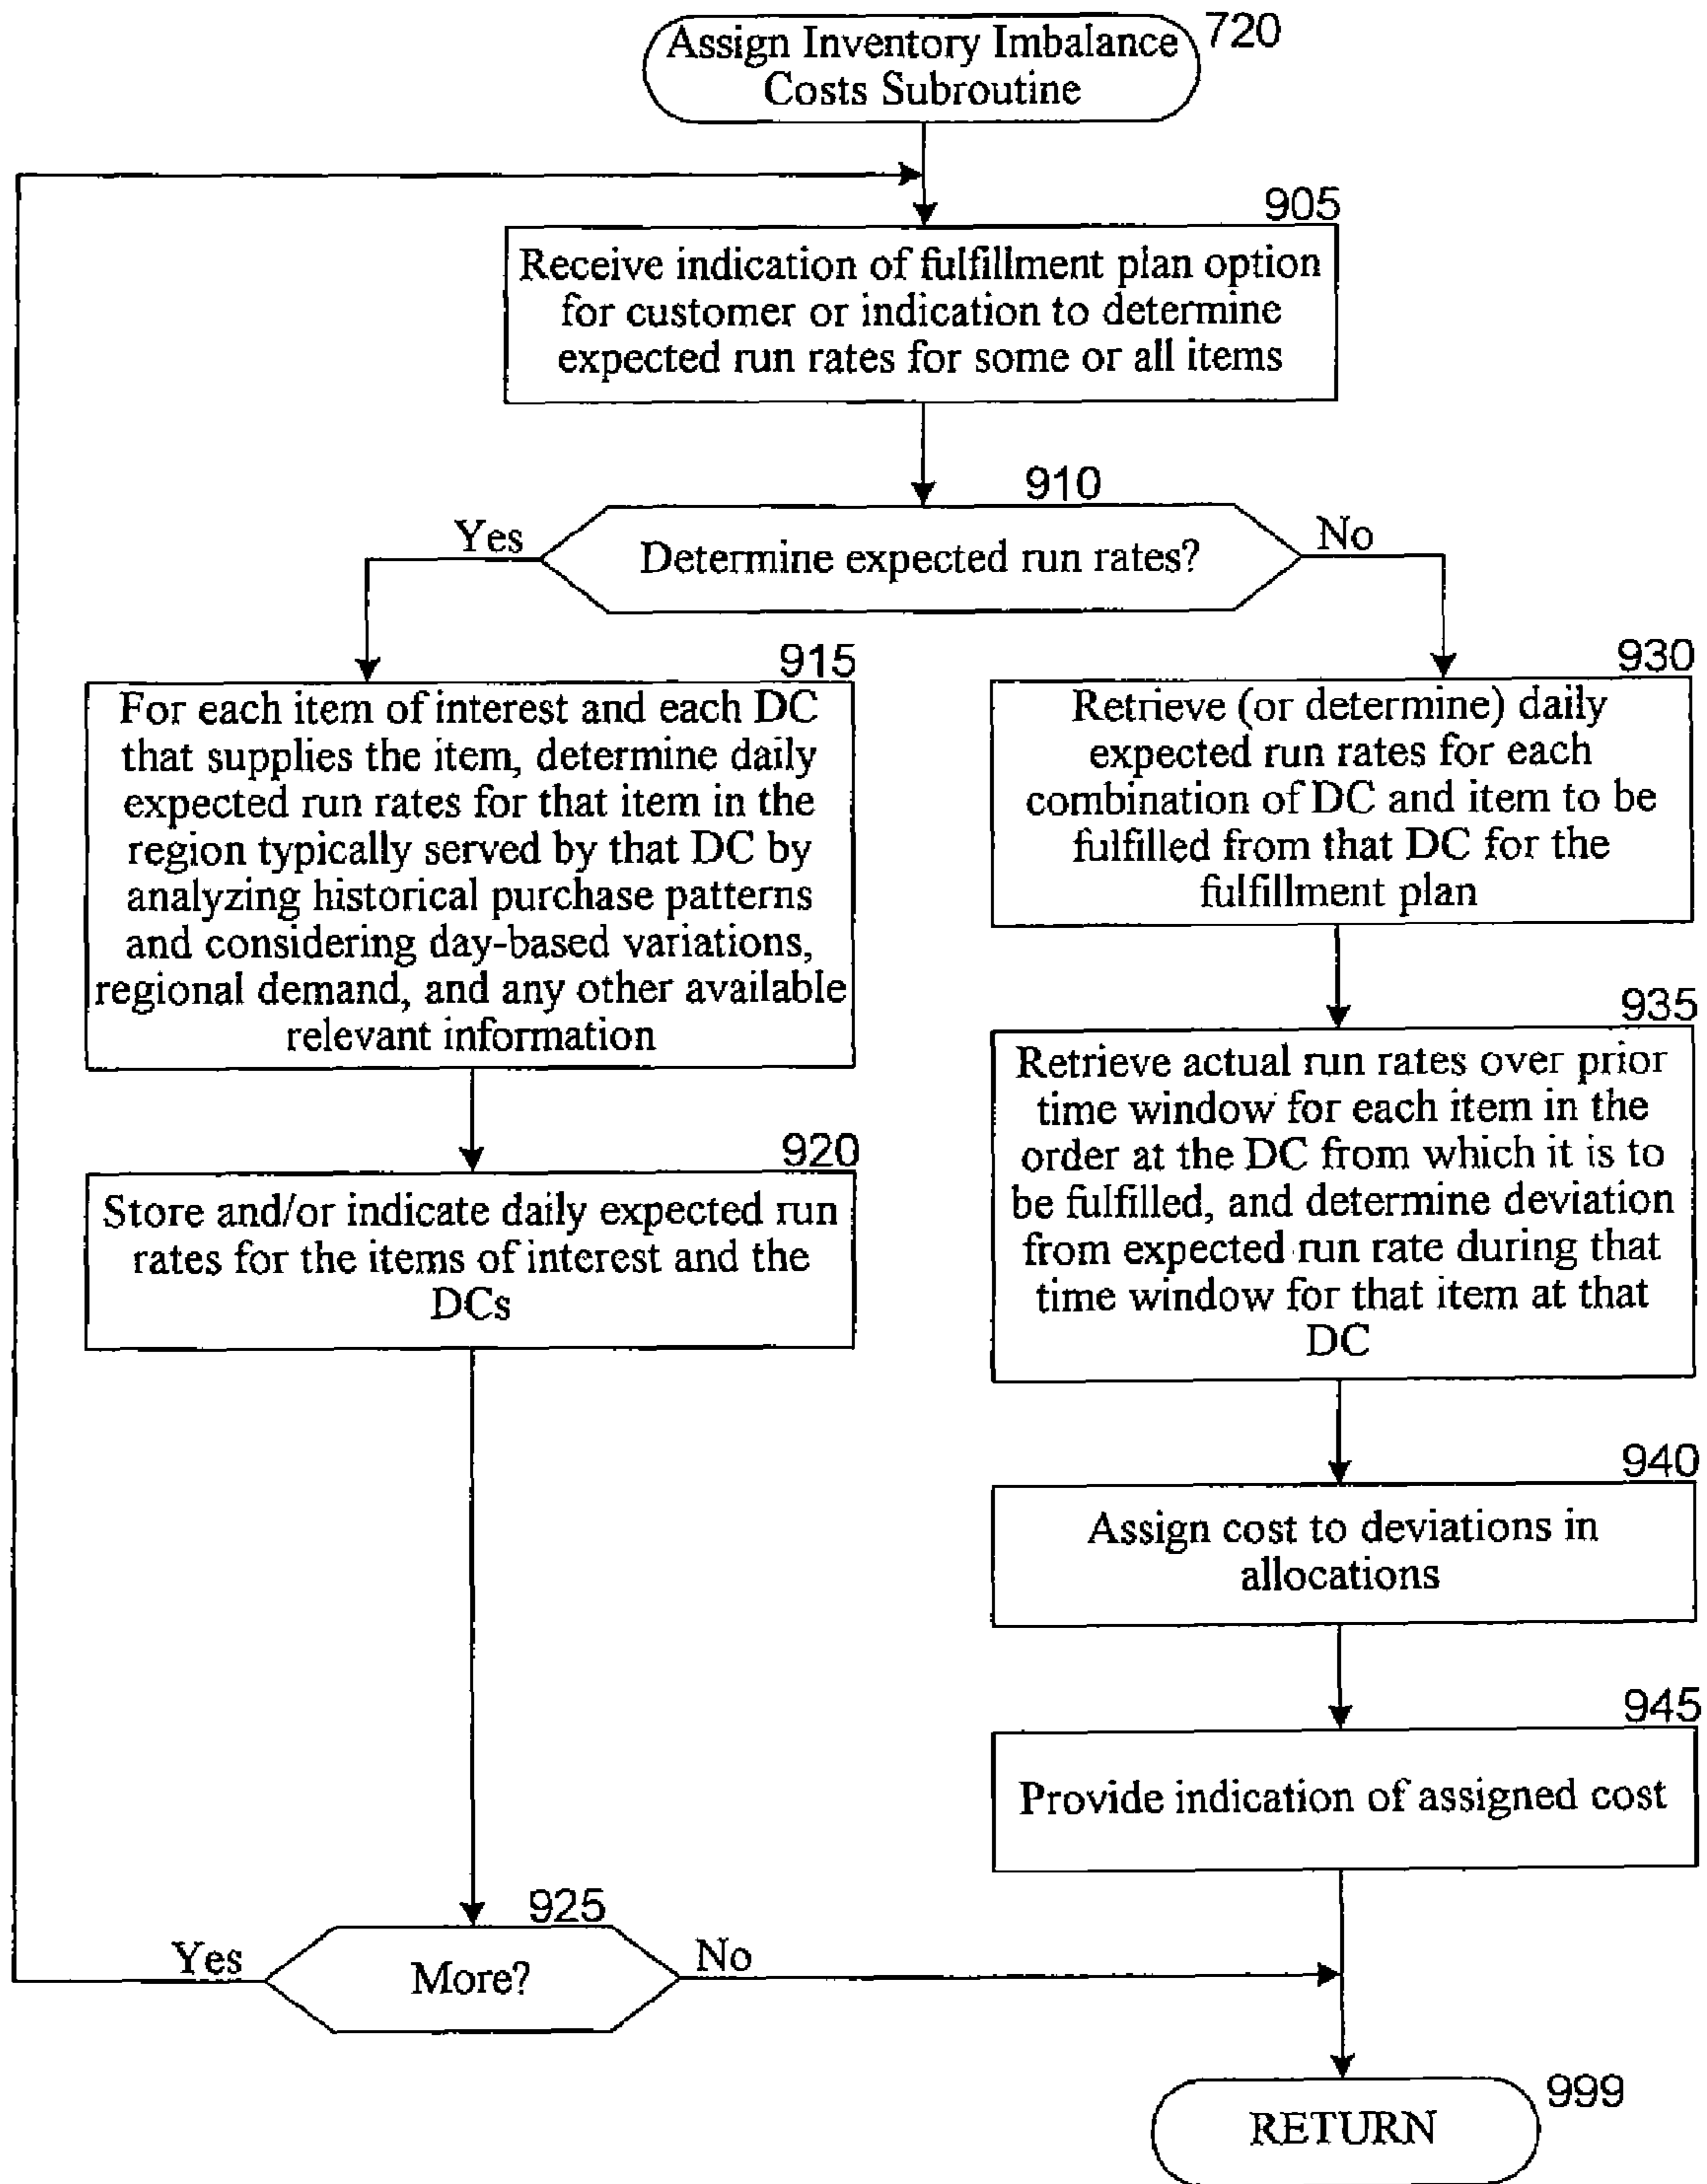 Assign Inventory Imbalance
Costs Subroutine
720
905
Receive indication of fulfillment plan option
for customer or indication to determine
expected run rates for some or all items
910
Yes
Determine expected run rates?
No
915
For each item of interest and each DC
that supplies the item, determine daily
expected run rates for that item in the
region typically served by that DC by
analyzing historical purchase patterns
and considering day-based variations,
regional demand, and any other available
relevant information
930
Retrieve (or determine) daily
expected run rates for each
combination of DC and item to be
fulfilled from that DC for the
fulfillment plan
920
Store and/or indicate daily expected run
rates for the items of interest and the
DCs
935
Retrieve actual run rates over prior
time window for each item in the
order at the DC from which it is to
be fulfilled, and determine deviation
from expected run rate during that
time window for that item at that
DC
940
Assign cost to deviations in
allocations
945
Provide indication of assigned cost
925
Yes
More?
No
RETURN
999